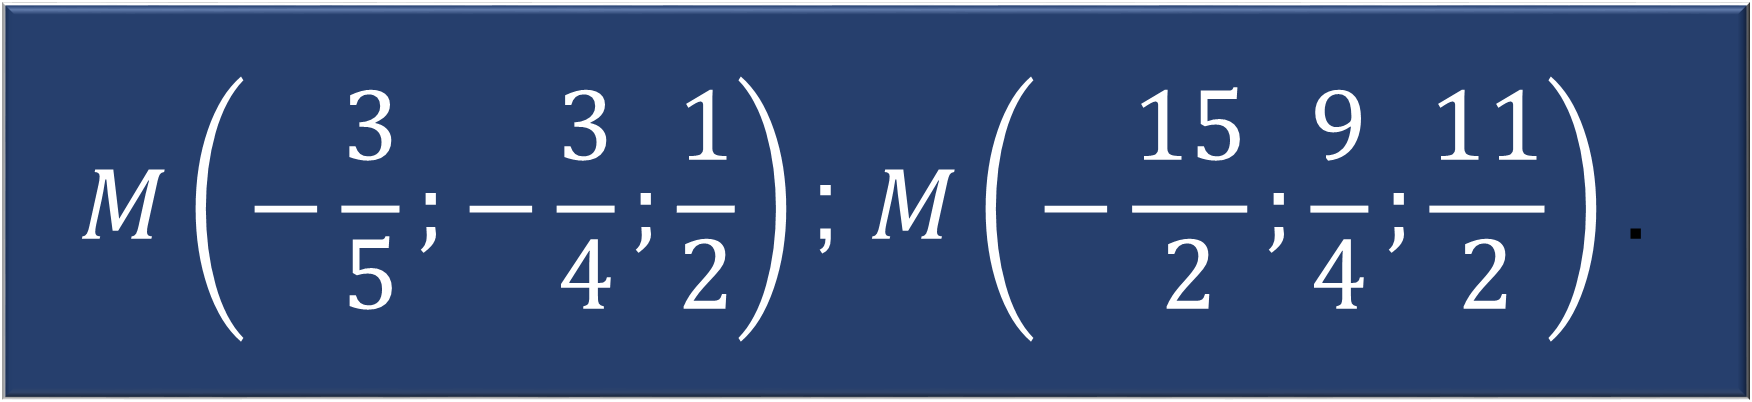 M(−3/5; −3/4; 1/2); M(−15/2; 9/4; 11/2).